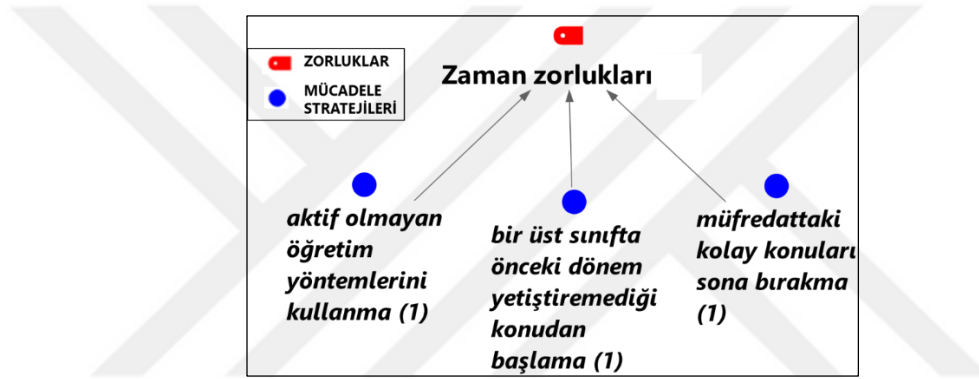 ZORLUKLAR
MÜCADELE
STRATEJİLERİ
Zaman zorlukları
aktif olmayan
öğretim
yöntemlerini
kullanma (1)
bir üst sınıfta
önceki dönem
yetiştiremediği
konudan
başlama (1)
müfredattaki
kolay konuları
sona bırakma
(1)